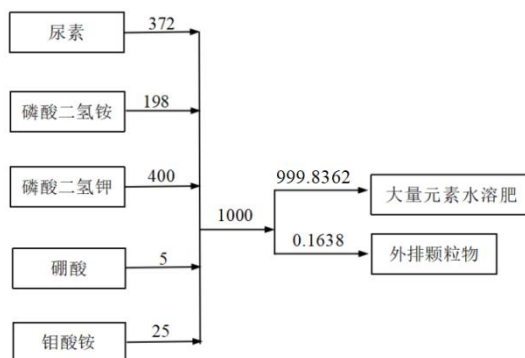 尿素
372
磷酸二氢铵
198
磷酸二氢钾
400
硼酸
5
钼酸铵
25
1000
999.8362
大量元素水溶肥
0.1638
外排颗粒物